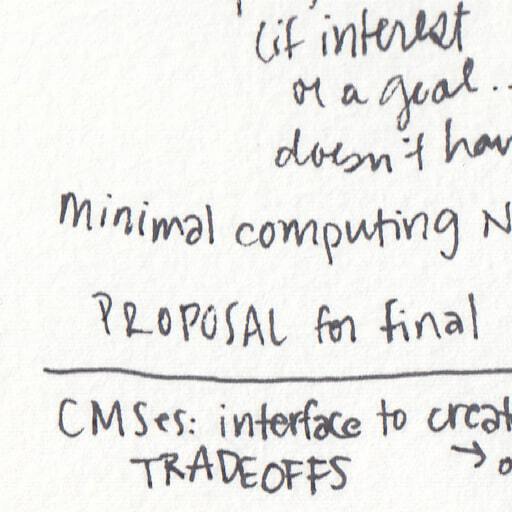 (if interest
or a goal..
doesn't hav
minimal computing N
PROPOSAL for final
CMSes: interface to creat
TRADEOFFS →